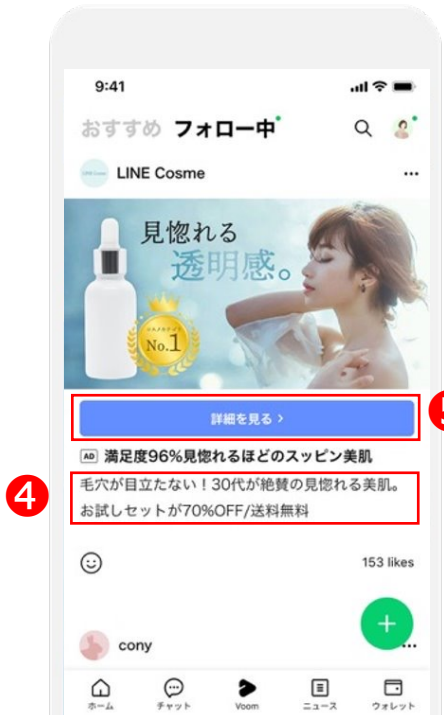 9:41
おすすめ フォロー中
LINE Cosme
見惚れる
透明感。
No.1
詳細を見る >
AD 満足度96%見惚れるほどのスッピン美肌
毛穴が目立たない！30代が絶賛の見惚れる美肌。
お試しセットが70%OFF/送料無料
4
153 likes
cony
ホーム チャット Voom ニュース ウォレット